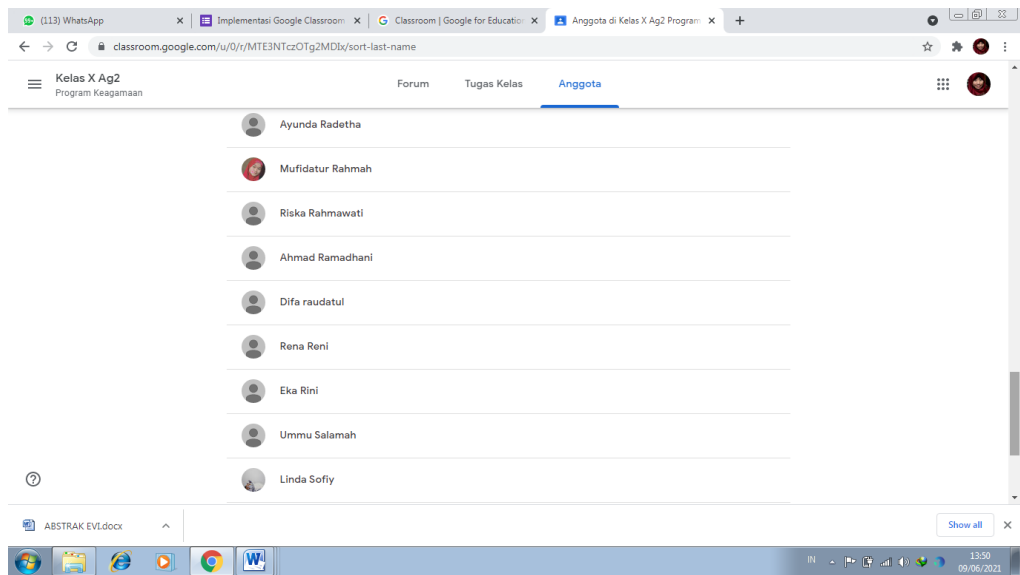 (113) WhatsApp
Implementasi Google Classroom
Classroom | Google for Education
Anggota di Kelas X Ag2 Program
classroom.google.com/u/0/r/MTE3NTczOTg2MDIx/sort-last-name
Kelas X Ag2
Program Keagamaan
Forum
Tugas Kelas
Anggota
Ayunda Radetha
Mufidatur Rahmah
Riska Rahmawati
Ahmad Ramadhani
Difa raudatul
Rena Reni
Eka Rini
Ummu Salamah
Linda Sofiy
ABSTRAK EVI.docx
Show all
IN
13:50
09/06/2021